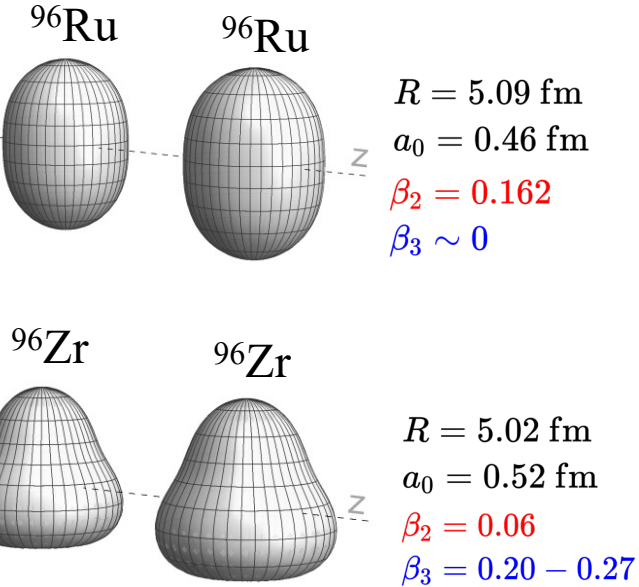 ⁹⁶Ru
⁹⁶Ru
R = 5.09 fm
a₀ = 0.46 fm
z
β₂ = 0.162
β₃ ∼ 0
⁹⁶Zr
⁹⁶Zr
R = 5.02 fm
a₀ = 0.52 fm
z
β₂ = 0.06
β₃ = 0.20 − 0.27